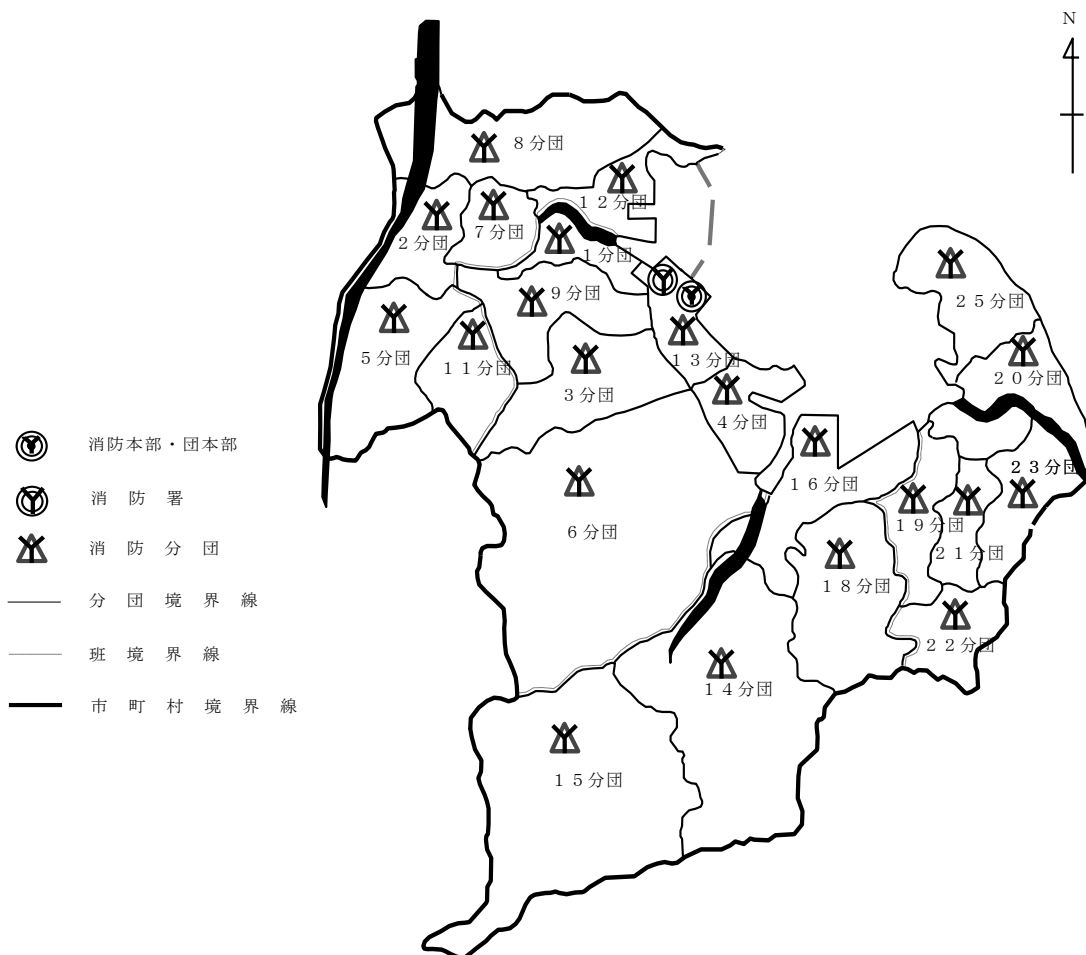 N
８分団
１２分団
７分団
２分団
１分団
９分団
２５分団
５分団
１１分団
１３分団
３分団
２０分団
４分団
消防本部・団本部
２３分団
１６分団
消 防 署
１９分団
６分団
２１分団
消 防 分 団
１８分団
分 団 境 界 線
２２分団
班 境 界 線
１４分団
市 町 村 境 界 線
１５分団